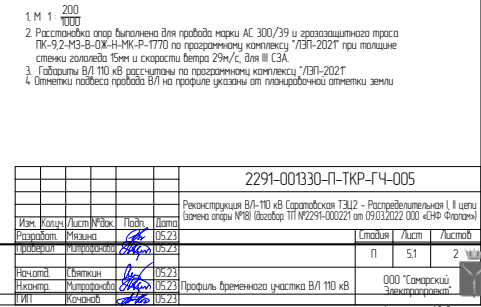 1. М 1: 200
1000
2. Расстановка опор выполнена для провода марки АС 300/39 и грозозащитного троса
ПК-9,2-МЗ-В-ОЖ-Н-МК-Р-1770 по программному комплексу "ЛЭП-2021" при толщине
стенки гололеда 15мм и скорости ветра 29м/с, для III СЗА.
3. Габариты ВЛ 110 кВ рассчитаны по программному комплексу "ЛЭП-2021"
4 Отметки подвеса провода ВЛ на профиле указаны от планировочной отметки земли
2291-001330-П-ТКР-ГЧ-005
Реконструкция ВЛ-110 кВ Саратовская ТЭЦ2 - Распределительная I, II цепи
(замена опоры №18) (договор ТП №2291-000221 от 09.03.2022 ООО «СНФ Флопам»)
Изм. Кол.уч. Лист №док. Подп. Дата
Разработ. Мязина 05.23
Проверил Митрофанова 05.23
Нач.отд. Святкин 05.23
Н.контр. Митрофанова 05.23
ГИП Кочанов 05.23
Профиль временного участка ВЛ 110 кВ
Стадия Лист Листов
П 5.1 2
ООО "Самарский
Электропроект"